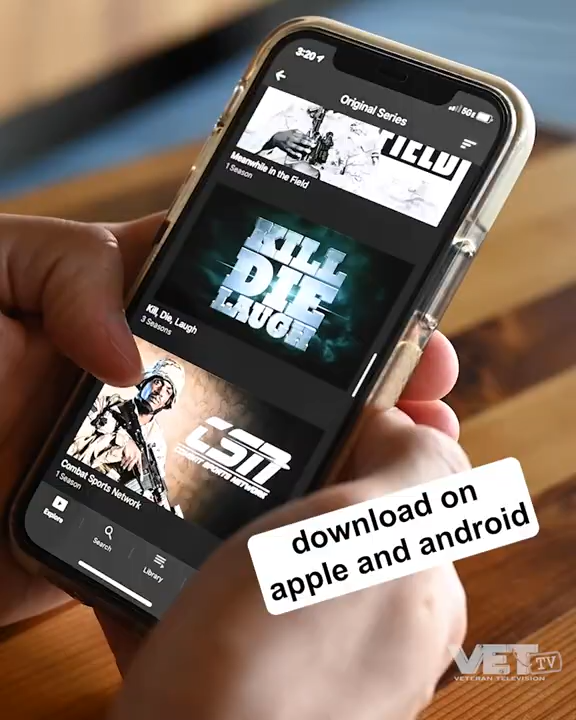 3:20
5G
Original Series
FIELD
Meanwhile in the Field
1 Season
KILL
DIE
LAUGH
Kill, Die, Laugh
3 Seasons
CSN
COMBAT SPORTS NETWORK
Combat Sports Network
1 Season
Explore
Search
Library
download on
apple and android
VET TV
VETERAN TELEVISION